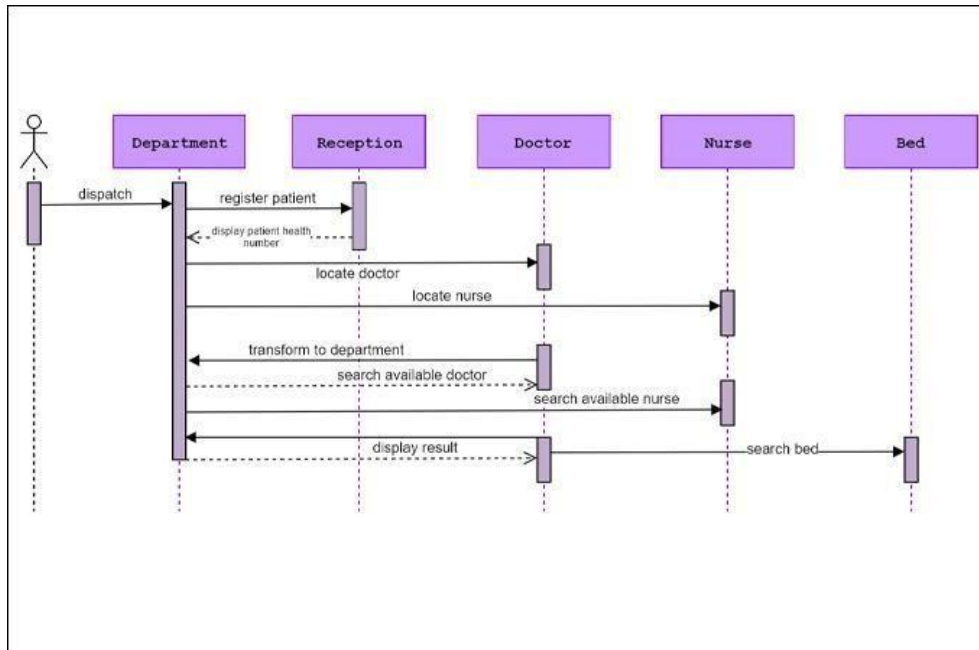 Department
Reception
Doctor
Nurse
Bed
dispatch
register patient
display patient health
number
locate doctor
locate nurse
transform to department
search available doctor
search available nurse
display result
search bed